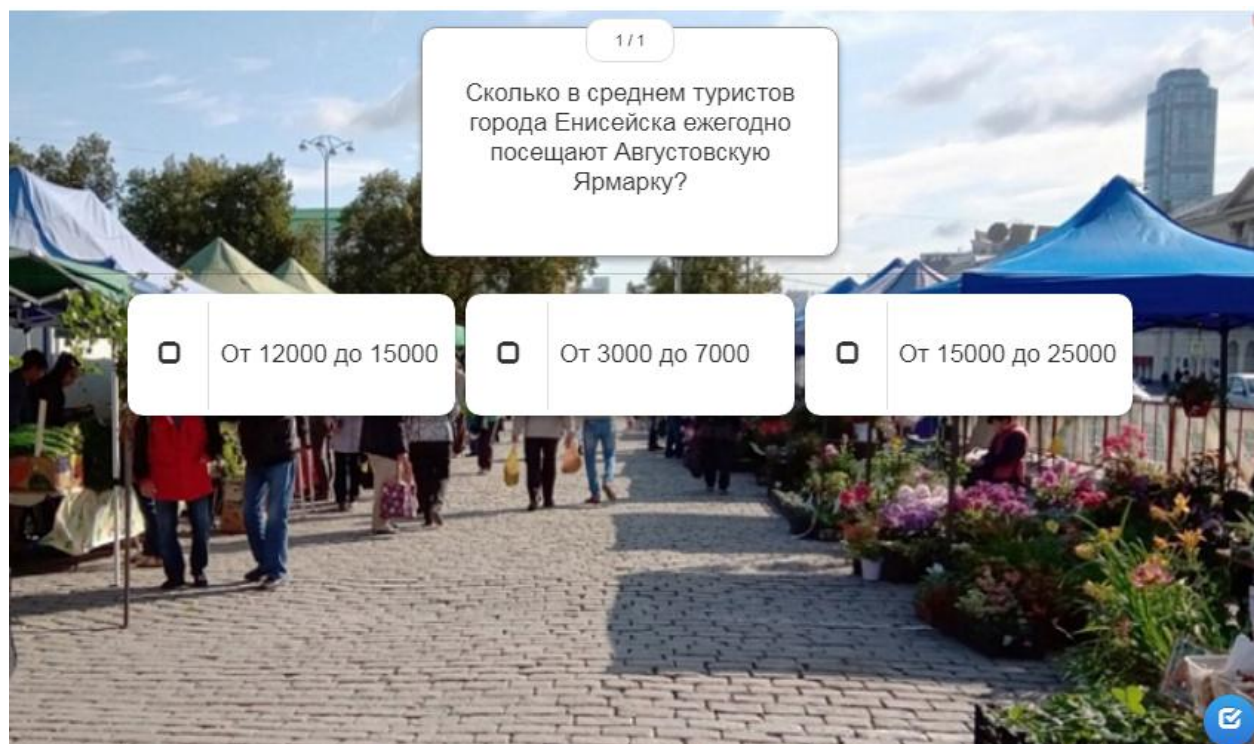 1 / 1
Сколько в среднем туристов
города Енисейска ежегодно
посещают Августовскую
Ярмарку?
От 12000 до 15000
От 3000 до 7000
От 15000 до 25000